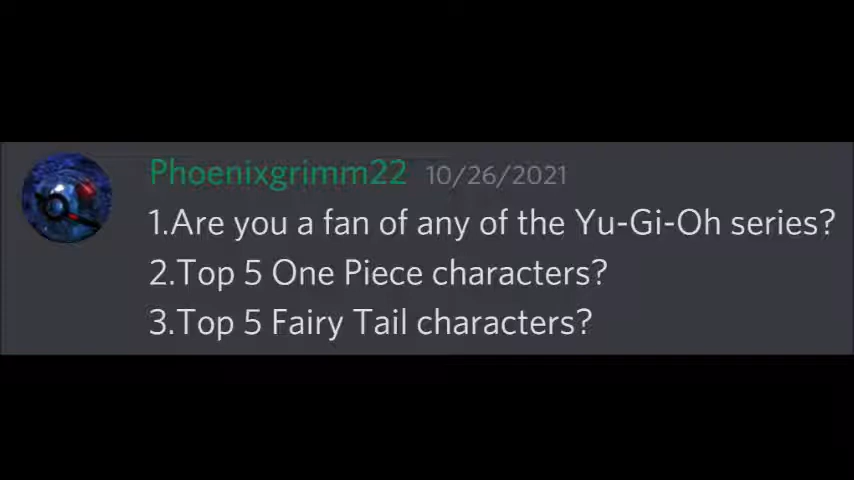 Phoenixgrimm22 10/26/2021
1.Are you a fan of any of the Yu-Gi-Oh series?
2.Top 5 One Piece characters?
3.Top 5 Fairy Tail characters?